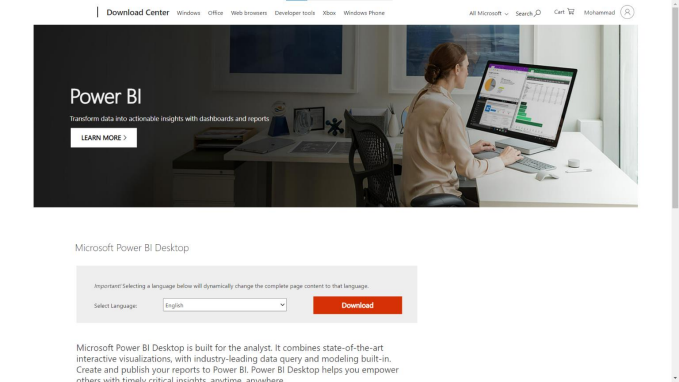 Download Center Windows Office Web browsers Developer tools Xbox Windows Phone All Microsoft Search Cart Mohammad
Power BI
Transform data into actionable insights with dashboards and reports
LEARN MORE >
Microsoft Power BI Desktop
Important! Selecting a language below will dynamically change the complete page content to that language.
Select Language: English Download
Microsoft Power BI Desktop is built for the analyst. It combines state-of-the-art
interactive visualizations, with industry-leading data query and modeling built-in.
Create and publish your reports to Power BI. Power BI Desktop helps you empower
others with timely critical insights, anytime, anywhere.